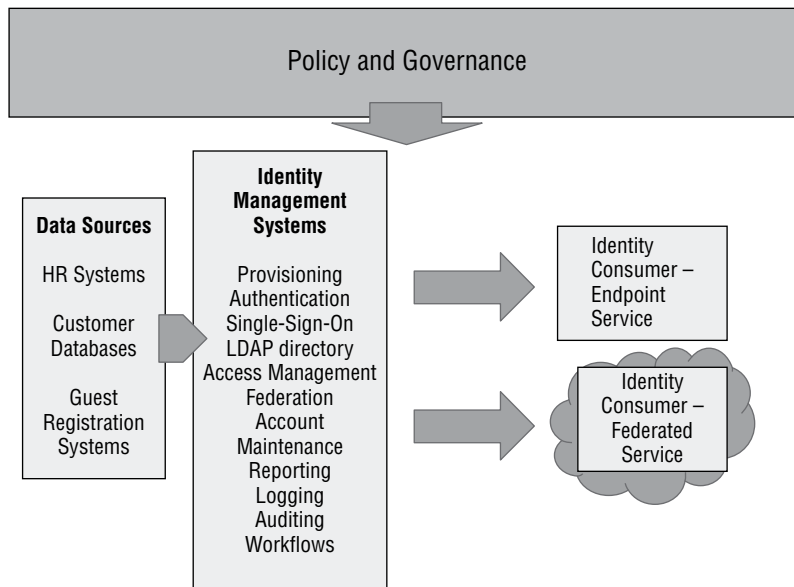 Policy and Governance
Data Sources
HR Systems
Customer
Databases
Guest
Registration
Systems
Identity
Management
Systems
Provisioning
Authentication
Single-Sign-On
LDAP directory
Access Management
Federation
Account
Maintenance
Reporting
Logging
Auditing
Workflows
Identity
Consumer –
Endpoint
Service
Identity
Consumer –
Federated
Service